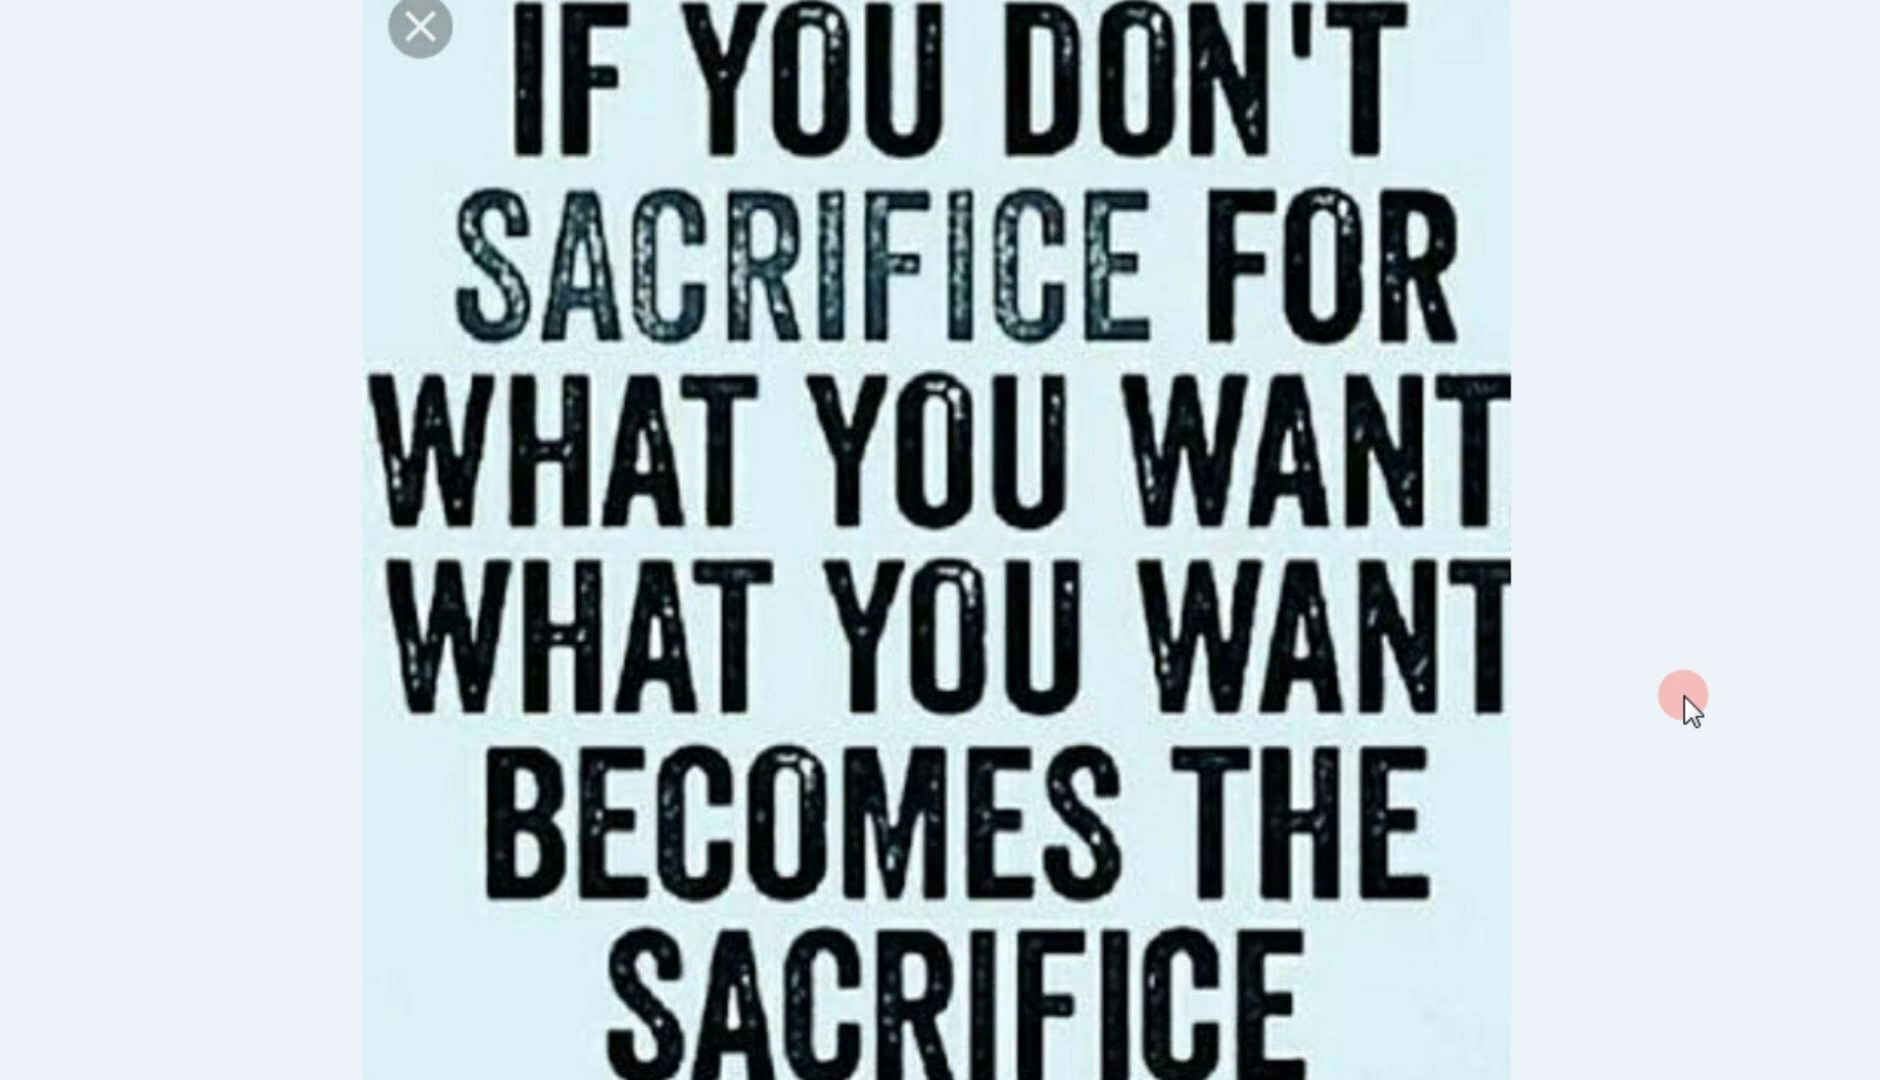 IF YOU DON'T
SACRIFICE FOR
WHAT YOU WANT
WHAT YOU WANT
BECOMES THE
SACRIFICE